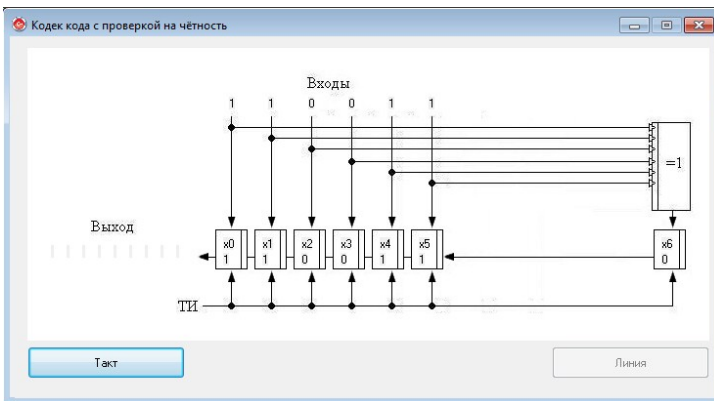 Кодек кода с проверкой на чётность
Входы
1 1 0 0 1 1
=1
Выход
x0 x1 x2 x3 x4 x5 x6
1 1 0 0 1 1 0
ТИ
Такт
Линия